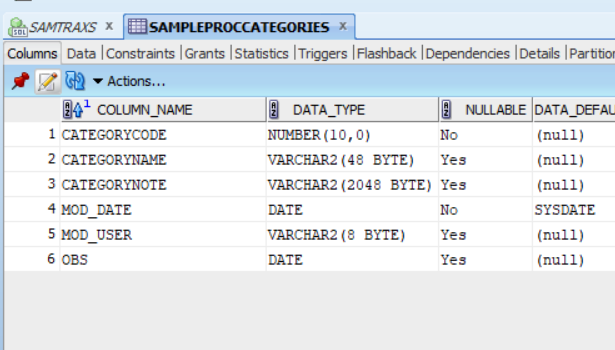 SAMTRAXS x SAMPLEPROCCATEGORIES x
Columns Data Constraints Grants Statistics Triggers Flashback Dependencies Details Partition
Actions...
1 COLUMN_NAME DATA_TYPE NULLABLE DATA_DEFAU
1 CATEGORYCODE NUMBER(10,0) No (null)
2 CATEGORYNAME VARCHAR2(48 BYTE) Yes (null)
3 CATEGORYNOTE VARCHAR2(2048 BYTE) Yes (null)
4 MOD_DATE DATE No SYSDATE
5 MOD_USER VARCHAR2(8 BYTE) Yes (null)
6 OBS DATE Yes (null)